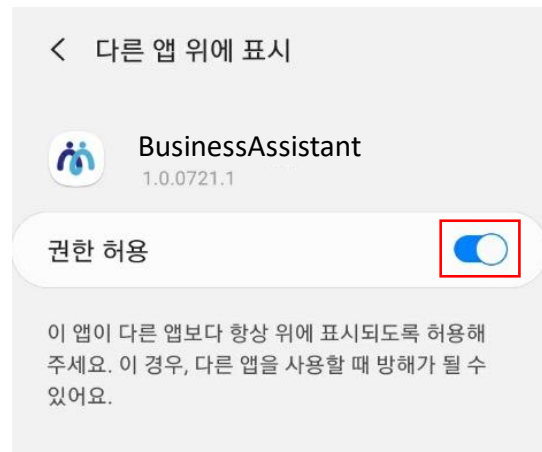 다른 앱 위에 표시
BusinessAssistant
1.0.0721.1
권한 허용
이 앱이 다른 앱보다 항상 위에 표시되도록 허용해
주세요. 이 경우, 다른 앱을 사용할 때 방해가 될 수
있어요.